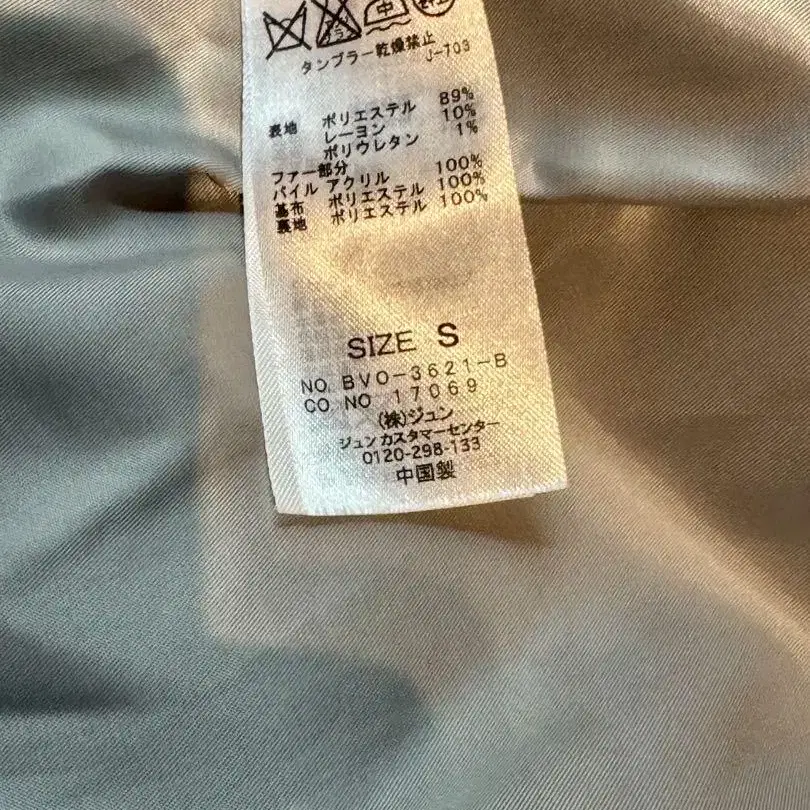 中
タンブラー乾燥禁止
J-703
表地 ポリエステル 89%
レーヨン 10%
ポリウレタン 1%
ファー部分
パイル アクリル 100%
基布 ポリエステル 100%
裏地 ポリエステル 100%
SIZE S
NO. BVO-3621-B
CO. NO 17069
(株)ジュン
ジュン カスタマーセンター
0120-298-133
中国製